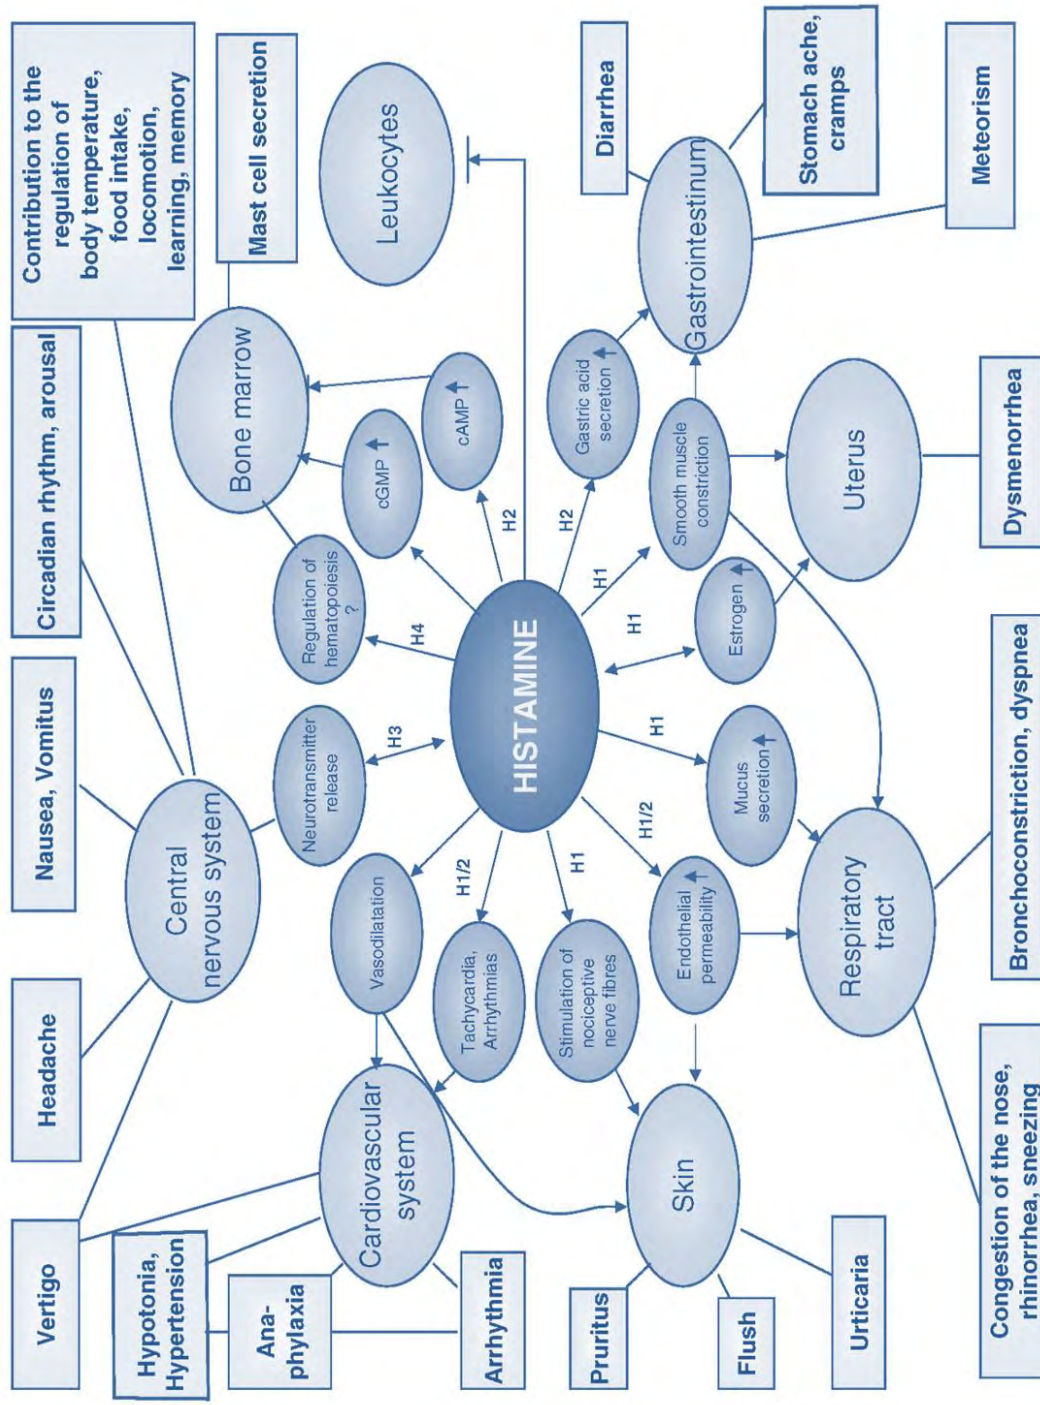 Vertigo
Headache
Nausea, Vomitus
Circadian rhythm, arousal
Contribution to the
regulation of
body temperature,
food intake,
locomotion,
learning, memory
Hypotonia,
Hypertension
Central
nervous system
Bone marrow
Mast cell secretion
Ana-
phylaxia
Cardiovascular
system
Vasodilatation
Neurotransmitter
release
Regulation of
hematopoiesis
?
cGMP ↑
cAMP ↑
Leukocytes
Arrhythmia
Tachycardia,
Arrhythmias
H1/2
H3
H4
H2
HISTAMINE
Pruritus
Stimulation of
nociceptive
nerve fibres
H1
H1/2
H1
H1
H1
H2
Gastric acid
secretion ↑
Diarrhea
Flush
Skin
Endothelial
permeability ↑
Mucus
secretion ↑
Estrogen ↑
Smooth muscle
constriction
Gastrointestinum
Stomach ache,
cramps
Urticaria
Respiratory
tract
Uterus
Meteorism
Congestion of the nose,
rhinorrhea, sneezing
Bronchoconstriction, dyspnea
Dysmenorrhea